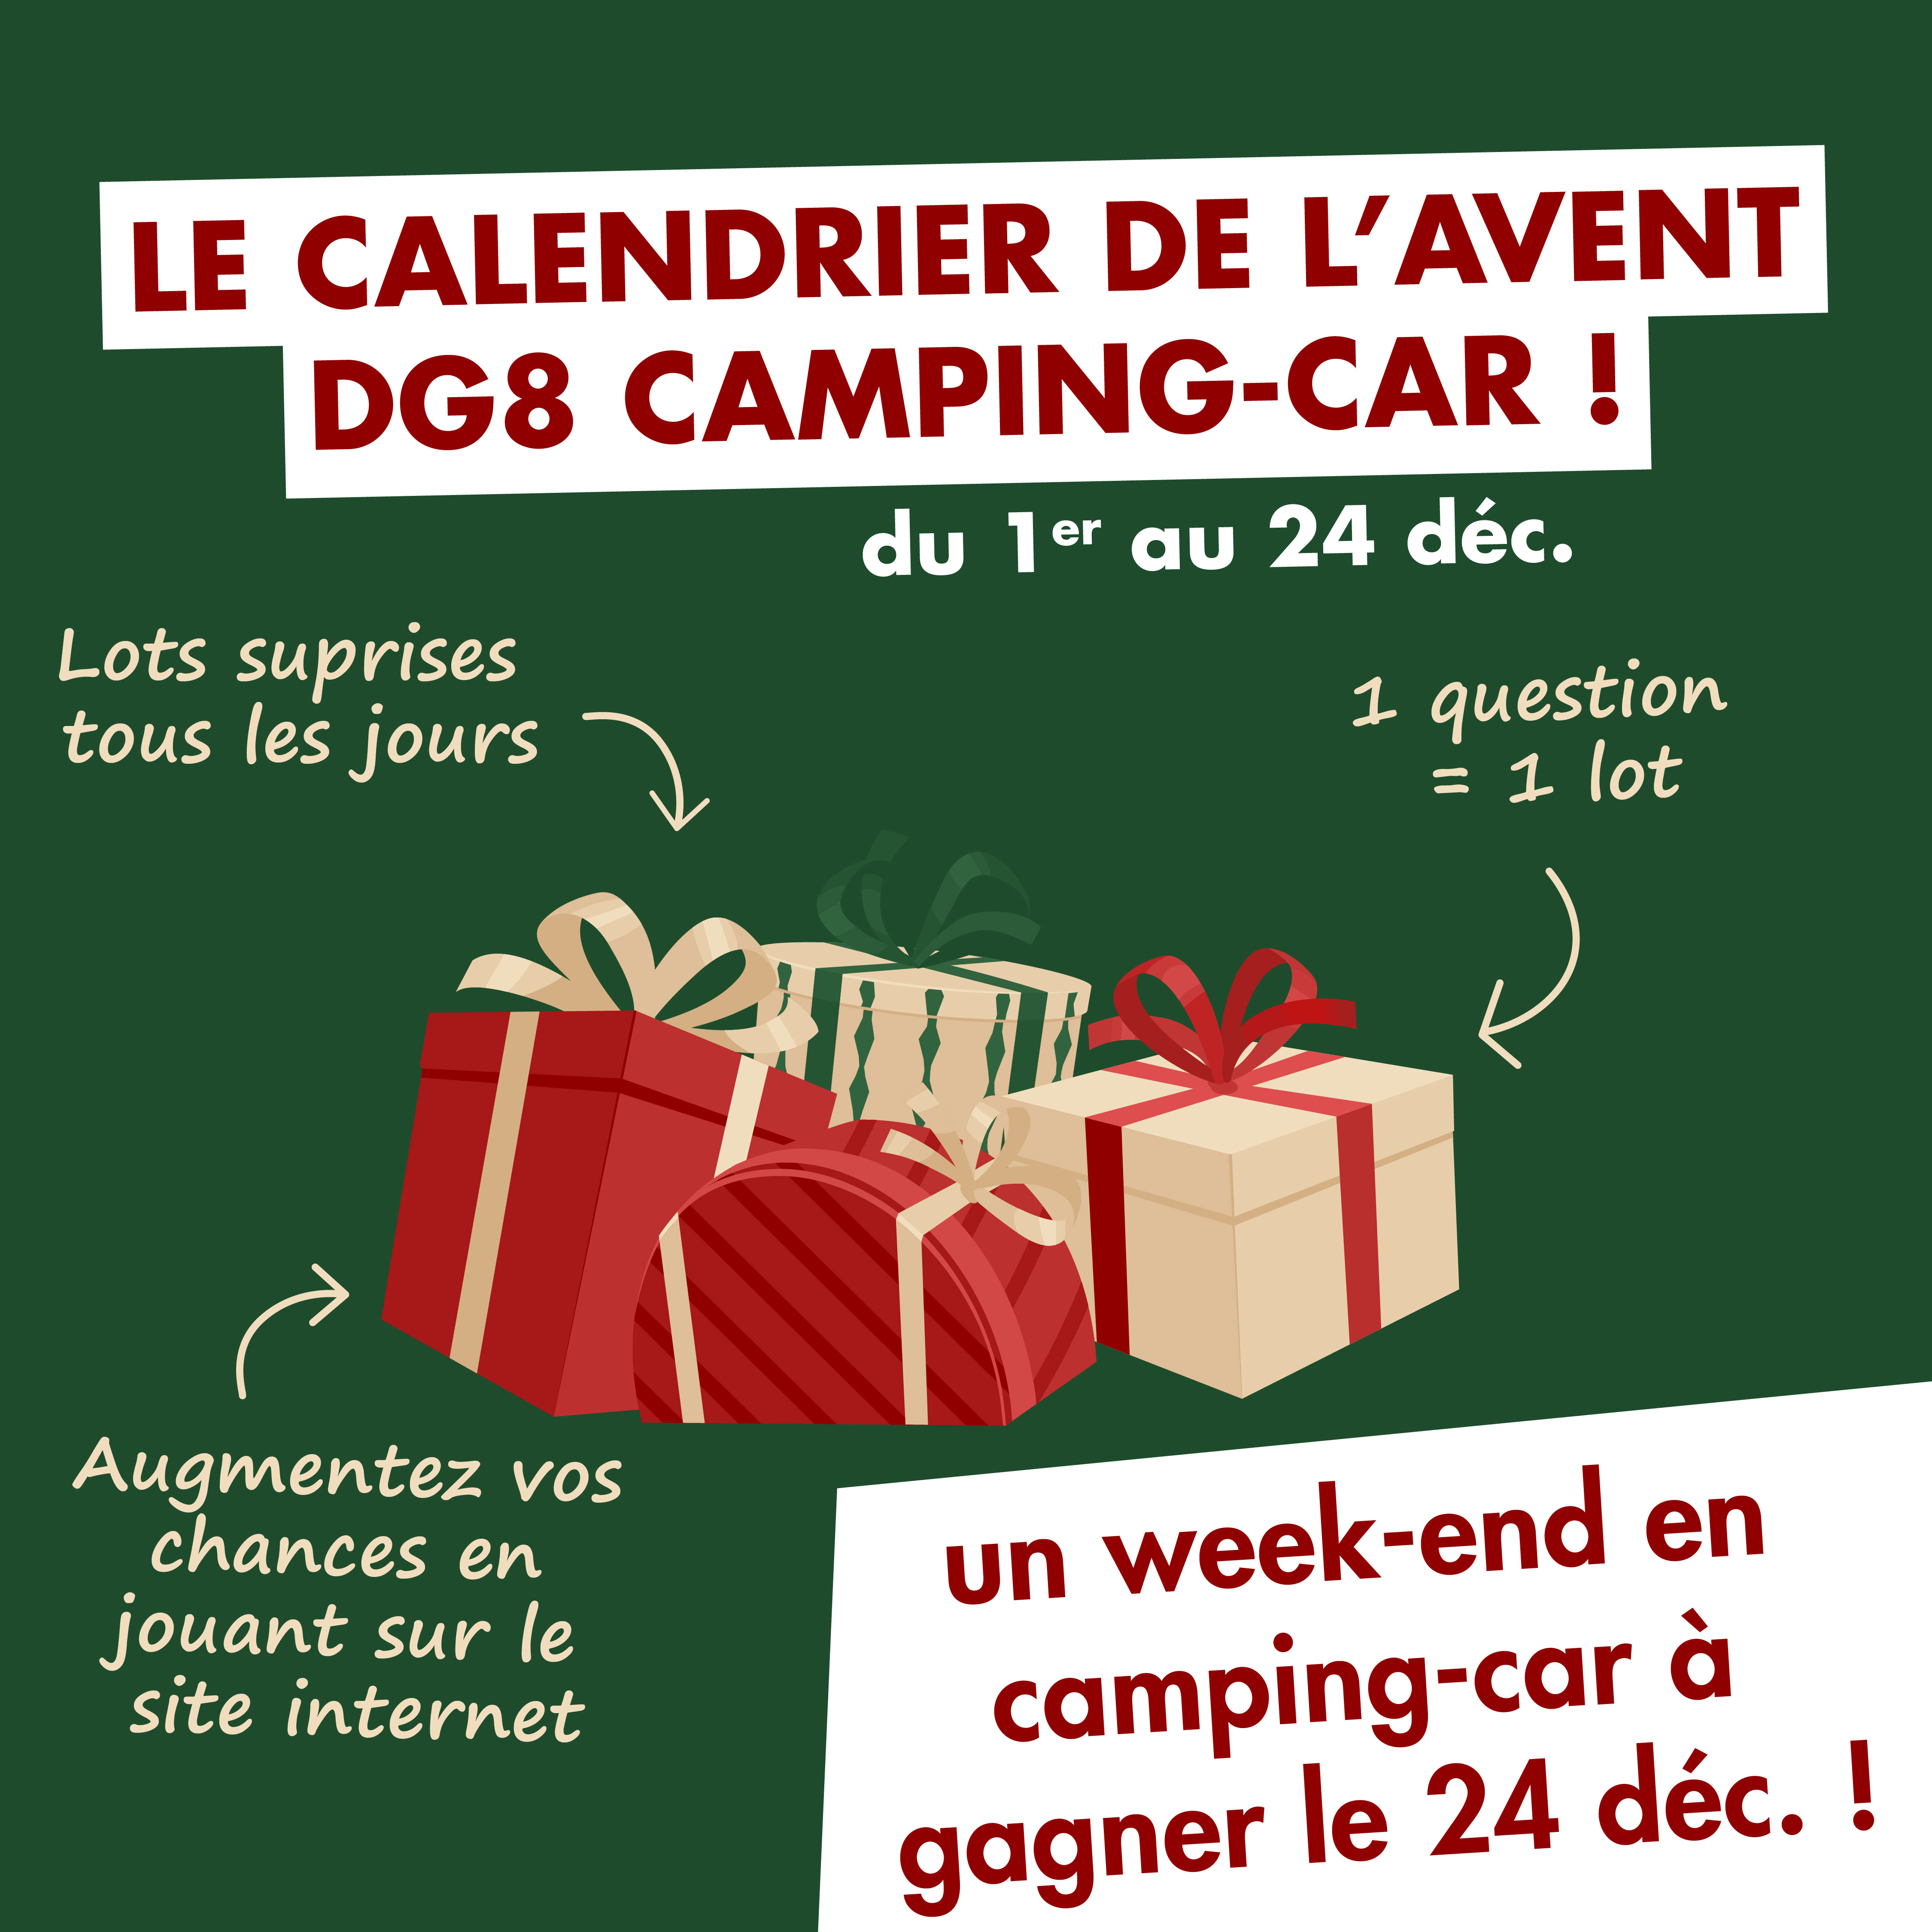 LE CALENDRIER DE L'AVENT
DG8 CAMPING-CAR !
du 1er au 24 déc.
Lots suprises
tous les jours
1 question
= 1 lot
Augmentez vos
chances en
jouant sur le
site internet
un week-end en
camping-car à
gagner le 24 déc. !